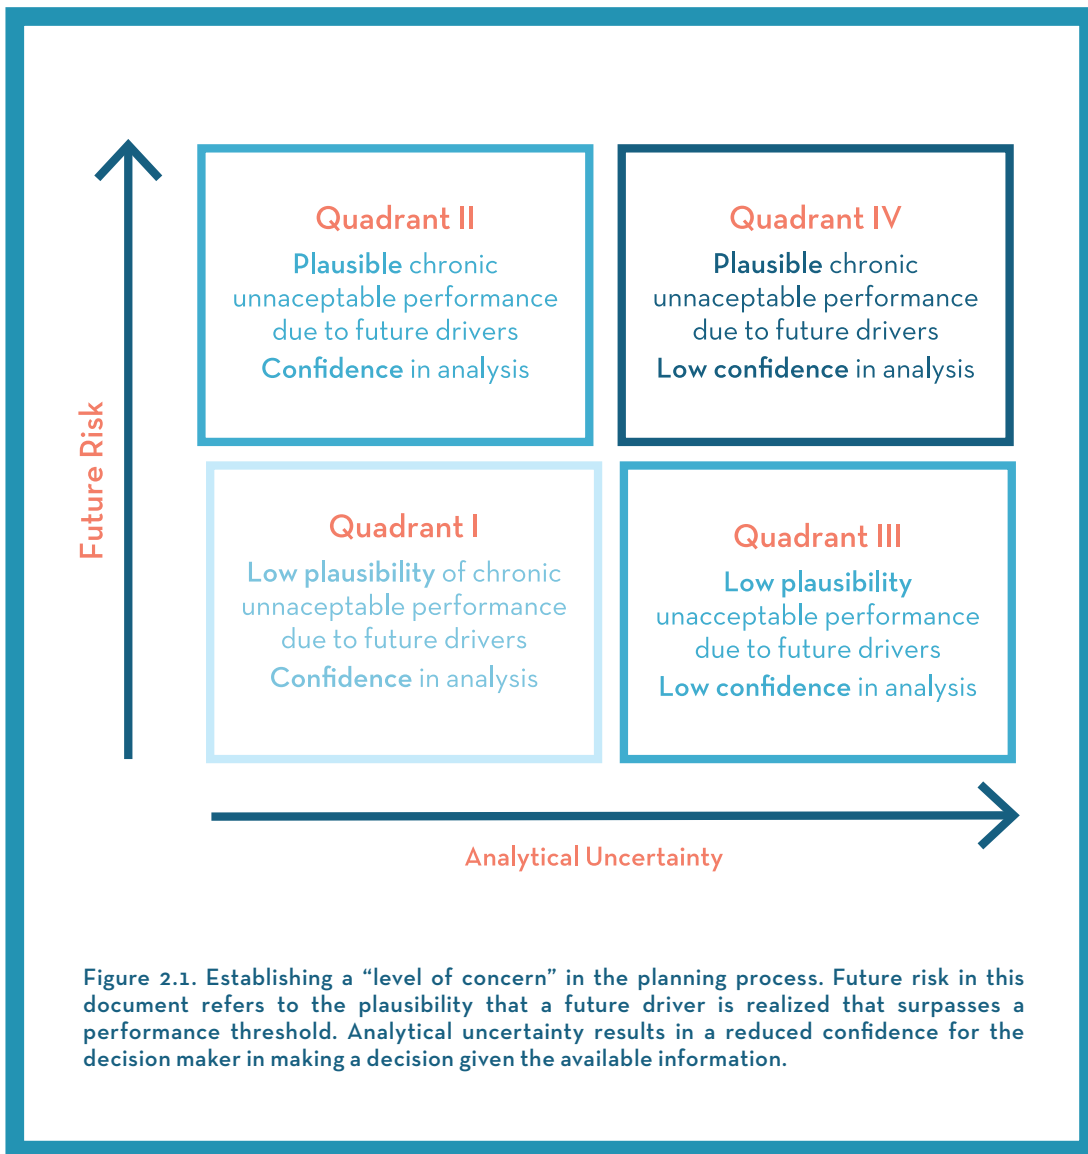 Future Risk
Quadrant II
Plausible chronic
unnaceptable performance
due to future drivers
Confidence in analysis
Quadrant IV
Plausible chronic
unnaceptable performance
due to future drivers
Low confidence in analysis
Quadrant I
Low plausibility of chronic
unnaceptable performance
due to future drivers
Confidence in analysis
Quadrant III
Low plausibility
unacceptable performance
due to future drivers
Low confidence in analysis
Analytical Uncertainty
Figure 2.1. Establishing a “level of concern” in the planning process. Future risk in this
document refers to the plausibility that a future driver is realized that surpasses a
performance threshold. Analytical uncertainty results in a reduced confidence for the
decision maker in making a decision given the available information.